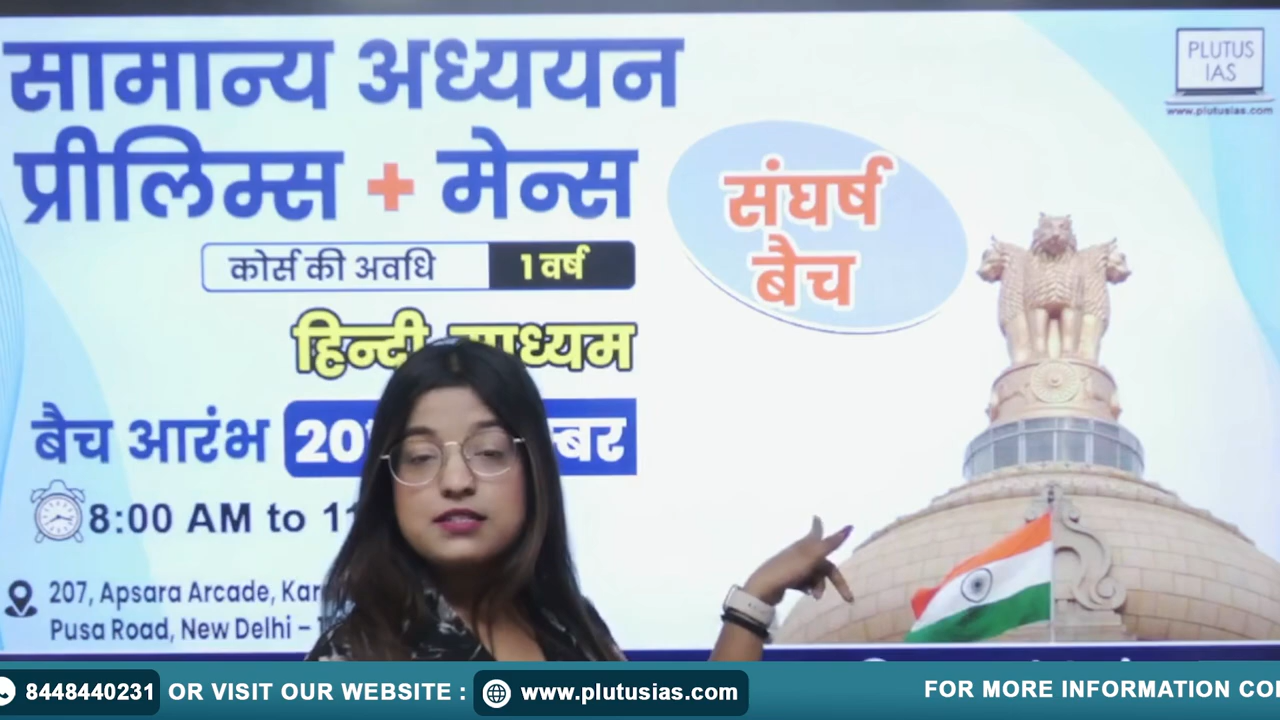 सामान्य अध्ययन
प्रीलिम्स + मेन्स
संघर्ष
बैच
कोर्स की अवधि 1 वर्ष
हिन्दी
बैच आरंभ
8:00 AM to
207, Apsara Arcade,
Pusa Road, New Delhi –
PLUTUS
IAS
www.plutusias.com
8448440231 OR VISIT OUR WEBSITE : www.plutusias.com FOR MORE INFORMATION